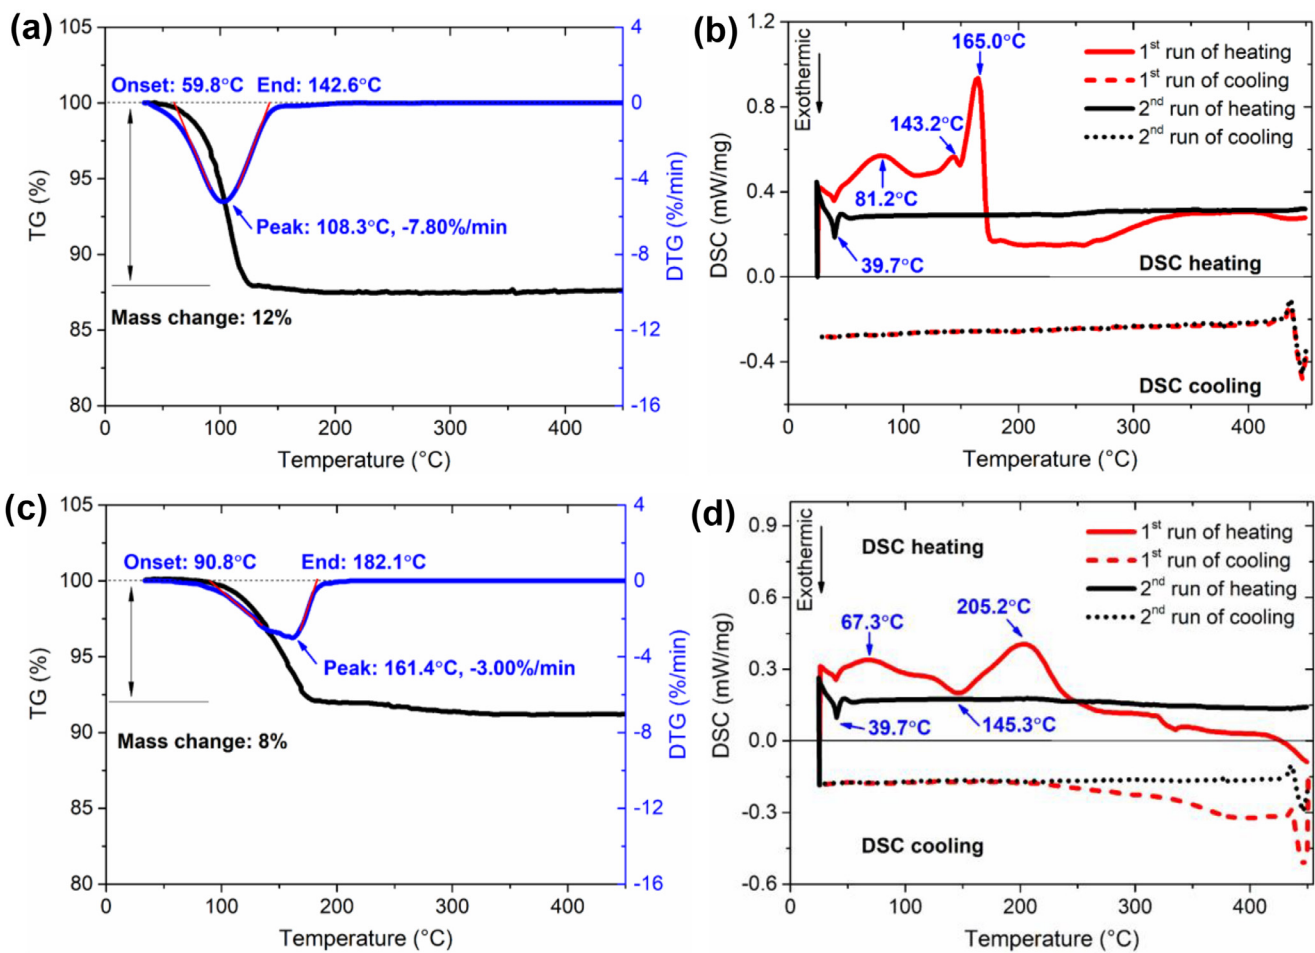 (a)
105
100
95
90
85
80
TG (%)
4
0
-4
-8
-12
-16
DTG (%/min)
Onset: 59.8°C End: 142.6°C
Peak: 108.3°C, -7.80%/min
Mass change: 12%
0 100 200 300 400
Temperature (°C)
(b)
1.2
0.8
0.4
0.0
-0.4
DSC (mW/mg)
Exothermic
165.0°C
143.2°C
81.2°C
39.7°C
1st run of heating
1st run of cooling
2nd run of heating
2nd run of cooling
DSC heating
DSC cooling
0 100 200 300 400
Temperature (°C)
(c)
105
100
95
90
85
80
TG (%)
4
0
-4
-8
-12
-16
DTG (%/min)
Onset: 90.8°C End: 182.1°C
Peak: 161.4°C, -3.00%/min
Mass change: 8%
0 100 200 300 400
Temperature (°C)
(d)
0.9
0.6
0.3
0.0
-0.3
-0.6
DSC (mW/mg)
Exothermic
DSC heating
1st run of heating
1st run of cooling
2nd run of heating
2nd run of cooling
205.2°C
67.3°C
39.7°C
145.3°C
DSC cooling
0 100 200 300 400
Temperature (°C)